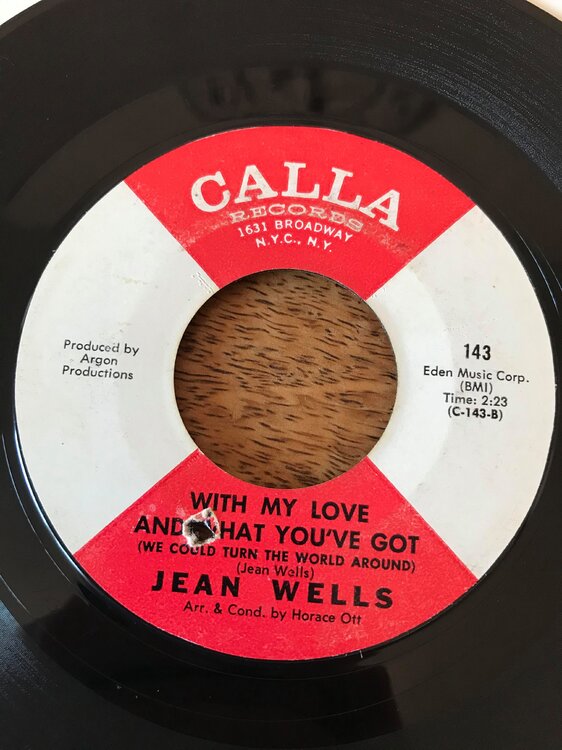 CALLA
RECORDS
1631 BROADWAY
N.Y.C., N.Y.
Produced by
Argon
Productions
143
Eden Music Corp.
(BMI)
Time: 2:23
(C-143-B)
WITH MY LOVE
AND HAT YOU'VE GOT
(WE COULD TURN THE WORLD AROUND)
(Jean Wells)
JEAN WELLS
Arr. & Cond. by Horace Ott